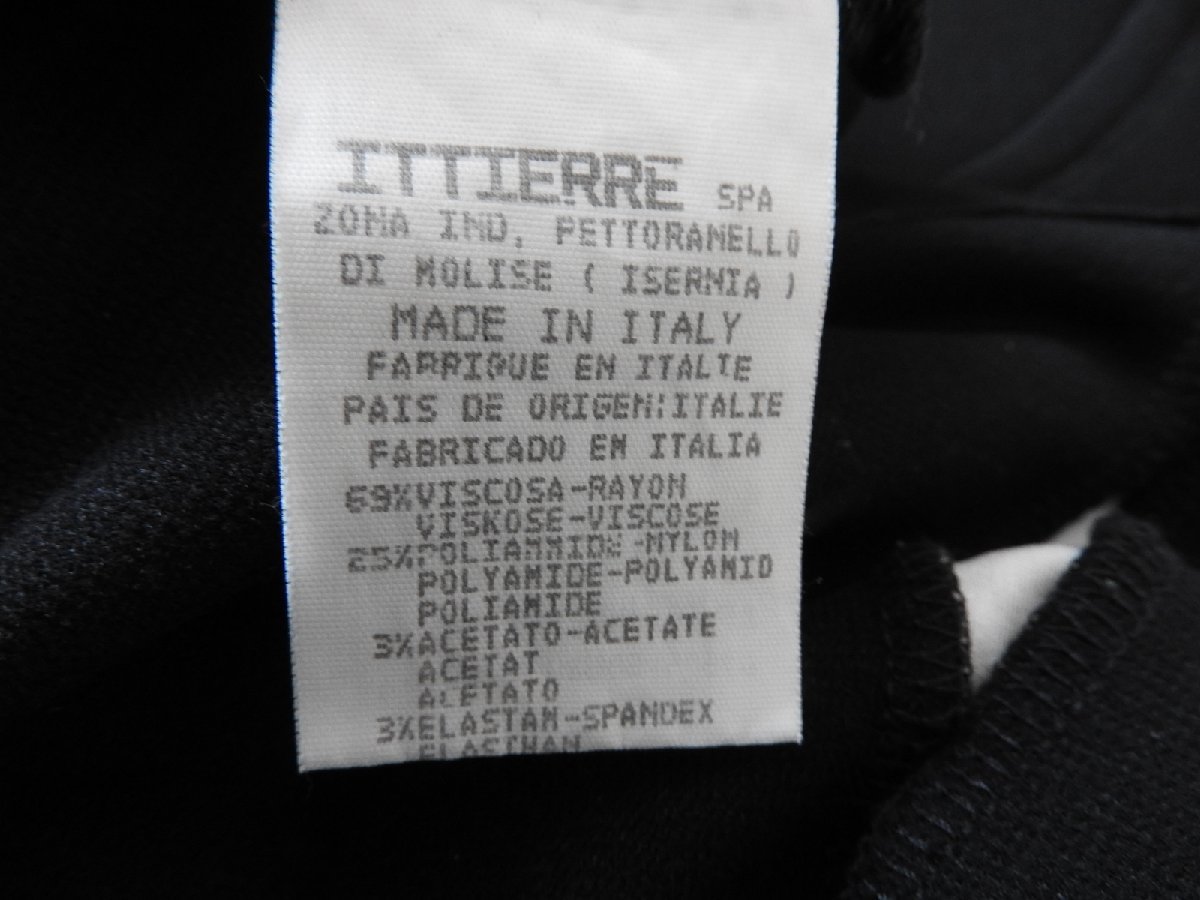 ITTIERRE SPA
ZONA IND. PETTORANELLO
DI MOLISE ( ISERNIA )
MADE IN ITALY
FABRIQUE EN ITALIE
PAIS DE ORIGEN:ITALIE
FABRICADO EN ITALIA
69%VISCOSA-RAYON
VISKOSE-VISCOSE
25%POLIAMMIDE-NYLON
POLYAMIDE-POLYAMID
POLIAMIDE
3%ACETATO-ACETATE
ACETAT
ACETATO
3%ELASTAN-SPANDEX
ELASTHAN